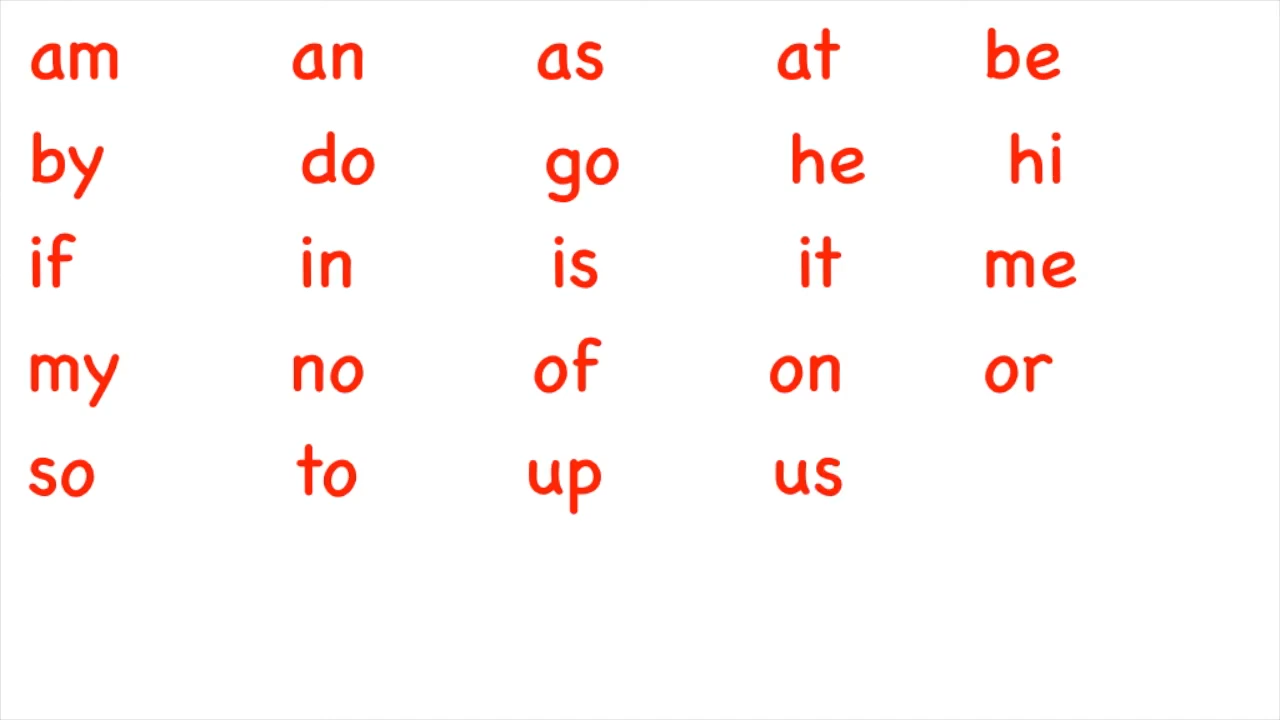 am an as at be
by do go he hi
if in is it me
my no of on or
so to up us